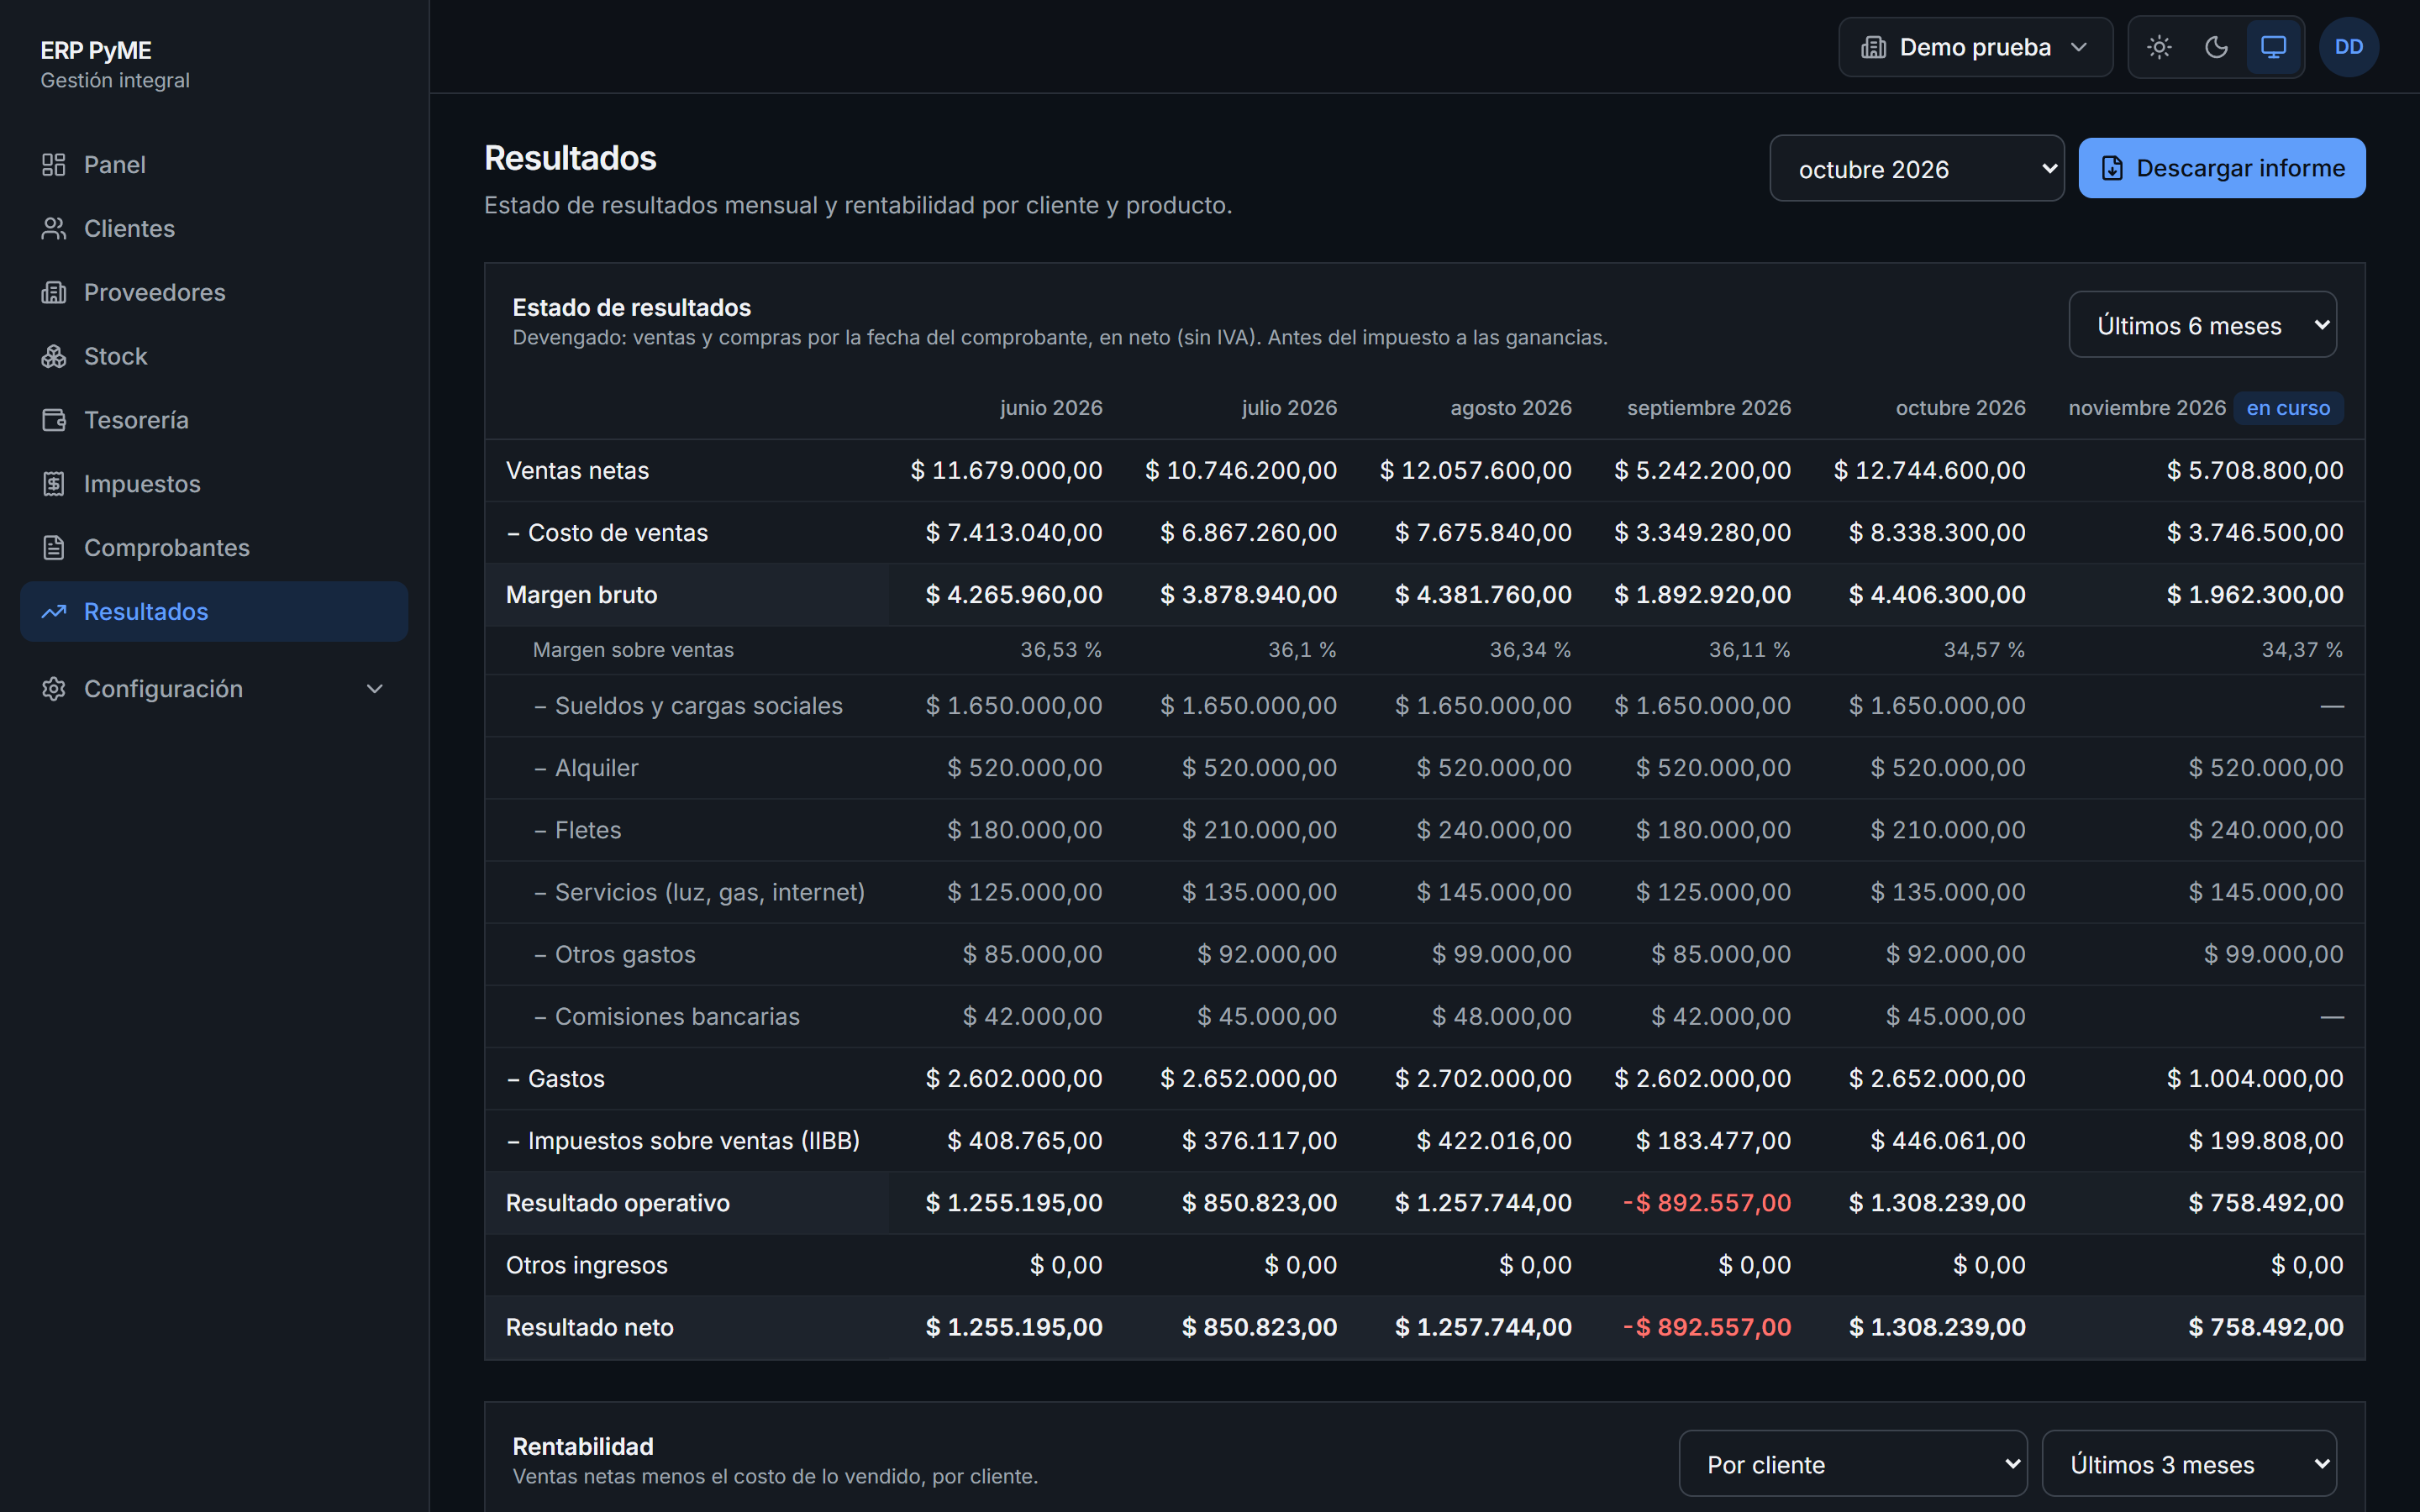 ERP PyME
Gestión integral
Panel
Clientes
Proveedores
Stock
Tesorería
Impuestos
Comprobantes
Resultados
Configuración
Demo prueba
DD
Resultados
Estado de resultados mensual y rentabilidad por cliente y producto.
octubre 2026
Descargar informe
Estado de resultados
Devengado: ventas y compras por la fecha del comprobante, en neto (sin IVA). Antes del impuesto a las ganancias.
Últimos 6 meses
junio 2026 julio 2026 agosto 2026 septiembre 2026 octubre 2026 noviembre 2026 en curso
Ventas netas $ 11.679.000,00 $ 10.746.200,00 $ 12.057.600,00 $ 5.242.200,00 $ 12.744.600,00 $ 5.708.800,00
− Costo de ventas $ 7.413.040,00 $ 6.867.260,00 $ 7.675.840,00 $ 3.349.280,00 $ 8.338.300,00 $ 3.746.500,00
Margen bruto $ 4.265.960,00 $ 3.878.940,00 $ 4.381.760,00 $ 1.892.920,00 $ 4.406.300,00 $ 1.962.300,00
Margen sobre ventas 36,53 % 36,1 % 36,34 % 36,11 % 34,57 % 34,37 %
− Sueldos y cargas sociales $ 1.650.000,00 $ 1.650.000,00 $ 1.650.000,00 $ 1.650.000,00 $ 1.650.000,00 —
− Alquiler $ 520.000,00 $ 520.000,00 $ 520.000,00 $ 520.000,00 $ 520.000,00 $ 520.000,00
− Fletes $ 180.000,00 $ 210.000,00 $ 240.000,00 $ 180.000,00 $ 210.000,00 $ 240.000,00
− Servicios (luz, gas, internet) $ 125.000,00 $ 135.000,00 $ 145.000,00 $ 125.000,00 $ 135.000,00 $ 145.000,00
− Otros gastos $ 85.000,00 $ 92.000,00 $ 99.000,00 $ 85.000,00 $ 92.000,00 $ 99.000,00
− Comisiones bancarias $ 42.000,00 $ 45.000,00 $ 48.000,00 $ 42.000,00 $ 45.000,00 —
− Gastos $ 2.602.000,00 $ 2.652.000,00 $ 2.702.000,00 $ 2.602.000,00 $ 2.652.000,00 $ 1.004.000,00
− Impuestos sobre ventas (IIBB) $ 408.765,00 $ 376.117,00 $ 422.016,00 $ 183.477,00 $ 446.061,00 $ 199.808,00
Resultado operativo $ 1.255.195,00 $ 850.823,00 $ 1.257.744,00 -$ 892.557,00 $ 1.308.239,00 $ 758.492,00
Otros ingresos $ 0,00 $ 0,00 $ 0,00 $ 0,00 $ 0,00 $ 0,00
Resultado neto $ 1.255.195,00 $ 850.823,00 $ 1.257.744,00 -$ 892.557,00 $ 1.308.239,00 $ 758.492,00
Rentabilidad
Ventas netas menos el costo de lo vendido, por cliente.
Por cliente
Últimos 3 meses